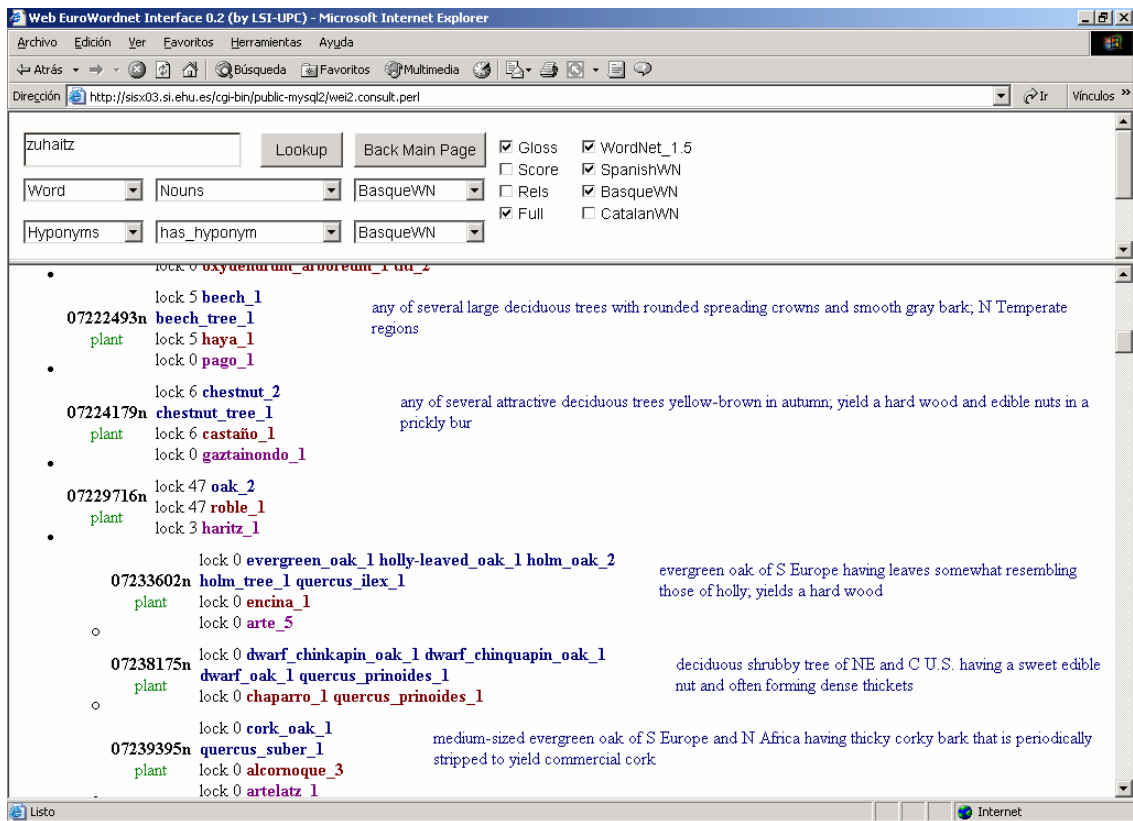 Web EuroWordnet Interface 0.2 (by LSI-UPC) - Microsoft Internet Explorer
Archivo Edición Ver Favoritos Herramientas Ayuda
Atrás Búsqueda Favoritos Multimedia
Dirección http://sisx03.si.ehu.es/cgi-bin/public-mysql2/wei2.consult.perl Ir Vínculos »
zuhaitz Lookup Back Main Page Gloss WordNet_1.5
Score SpanishWN
Word Nouns BasqueWN Rels BasqueWN
Full CatalanWN
Hyponyms has_hyponym BasqueWN
lock 0 oxydendrum_arboreum_1 titi_2
lock 5 beech_1
07222493n beech_tree_1
plant lock 5 haya_1
lock 0 pago_1
any of several large deciduous trees with rounded spreading crowns and smooth gray bark; N Temperate
regions
lock 6 chestnut_2
07224179n chestnut_tree_1
plant lock 6 castaño_1
lock 0 gaztainondo_1
any of several attractive deciduous trees yellow-brown in autumn; yield a hard wood and edible nuts in a
prickly bur
lock 47 oak_2
07229716n lock 47 roble_1
plant lock 3 haritz_1
lock 0 evergreen_oak_1 holly-leaved_oak_1 holm_oak_2
07233602n holm_tree_1 quercus_ilex_1
plant lock 0 encina_1
lock 0 arte_5
evergreen oak of S Europe having leaves somewhat resembling
those of holly; yields a hard wood
lock 0 dwarf_chinkapin_oak_1 dwarf_chinquapin_oak_1
07238175n dwarf_oak_1 quercus_prinoides_1
plant lock 0 chaparro_1 quercus_prinoides_1
deciduous shrubby tree of NE and C U.S. having a sweet edible
nut and often forming dense thickets
lock 0 cork_oak_1
07239395n quercus_suber_1
plant lock 0 alcornoque_3
lock 0 artelatz_1
medium-sized evergreen oak of S Europe and N Africa having thicky corky bark that is periodically
stripped to yield commercial cork
Listo Internet